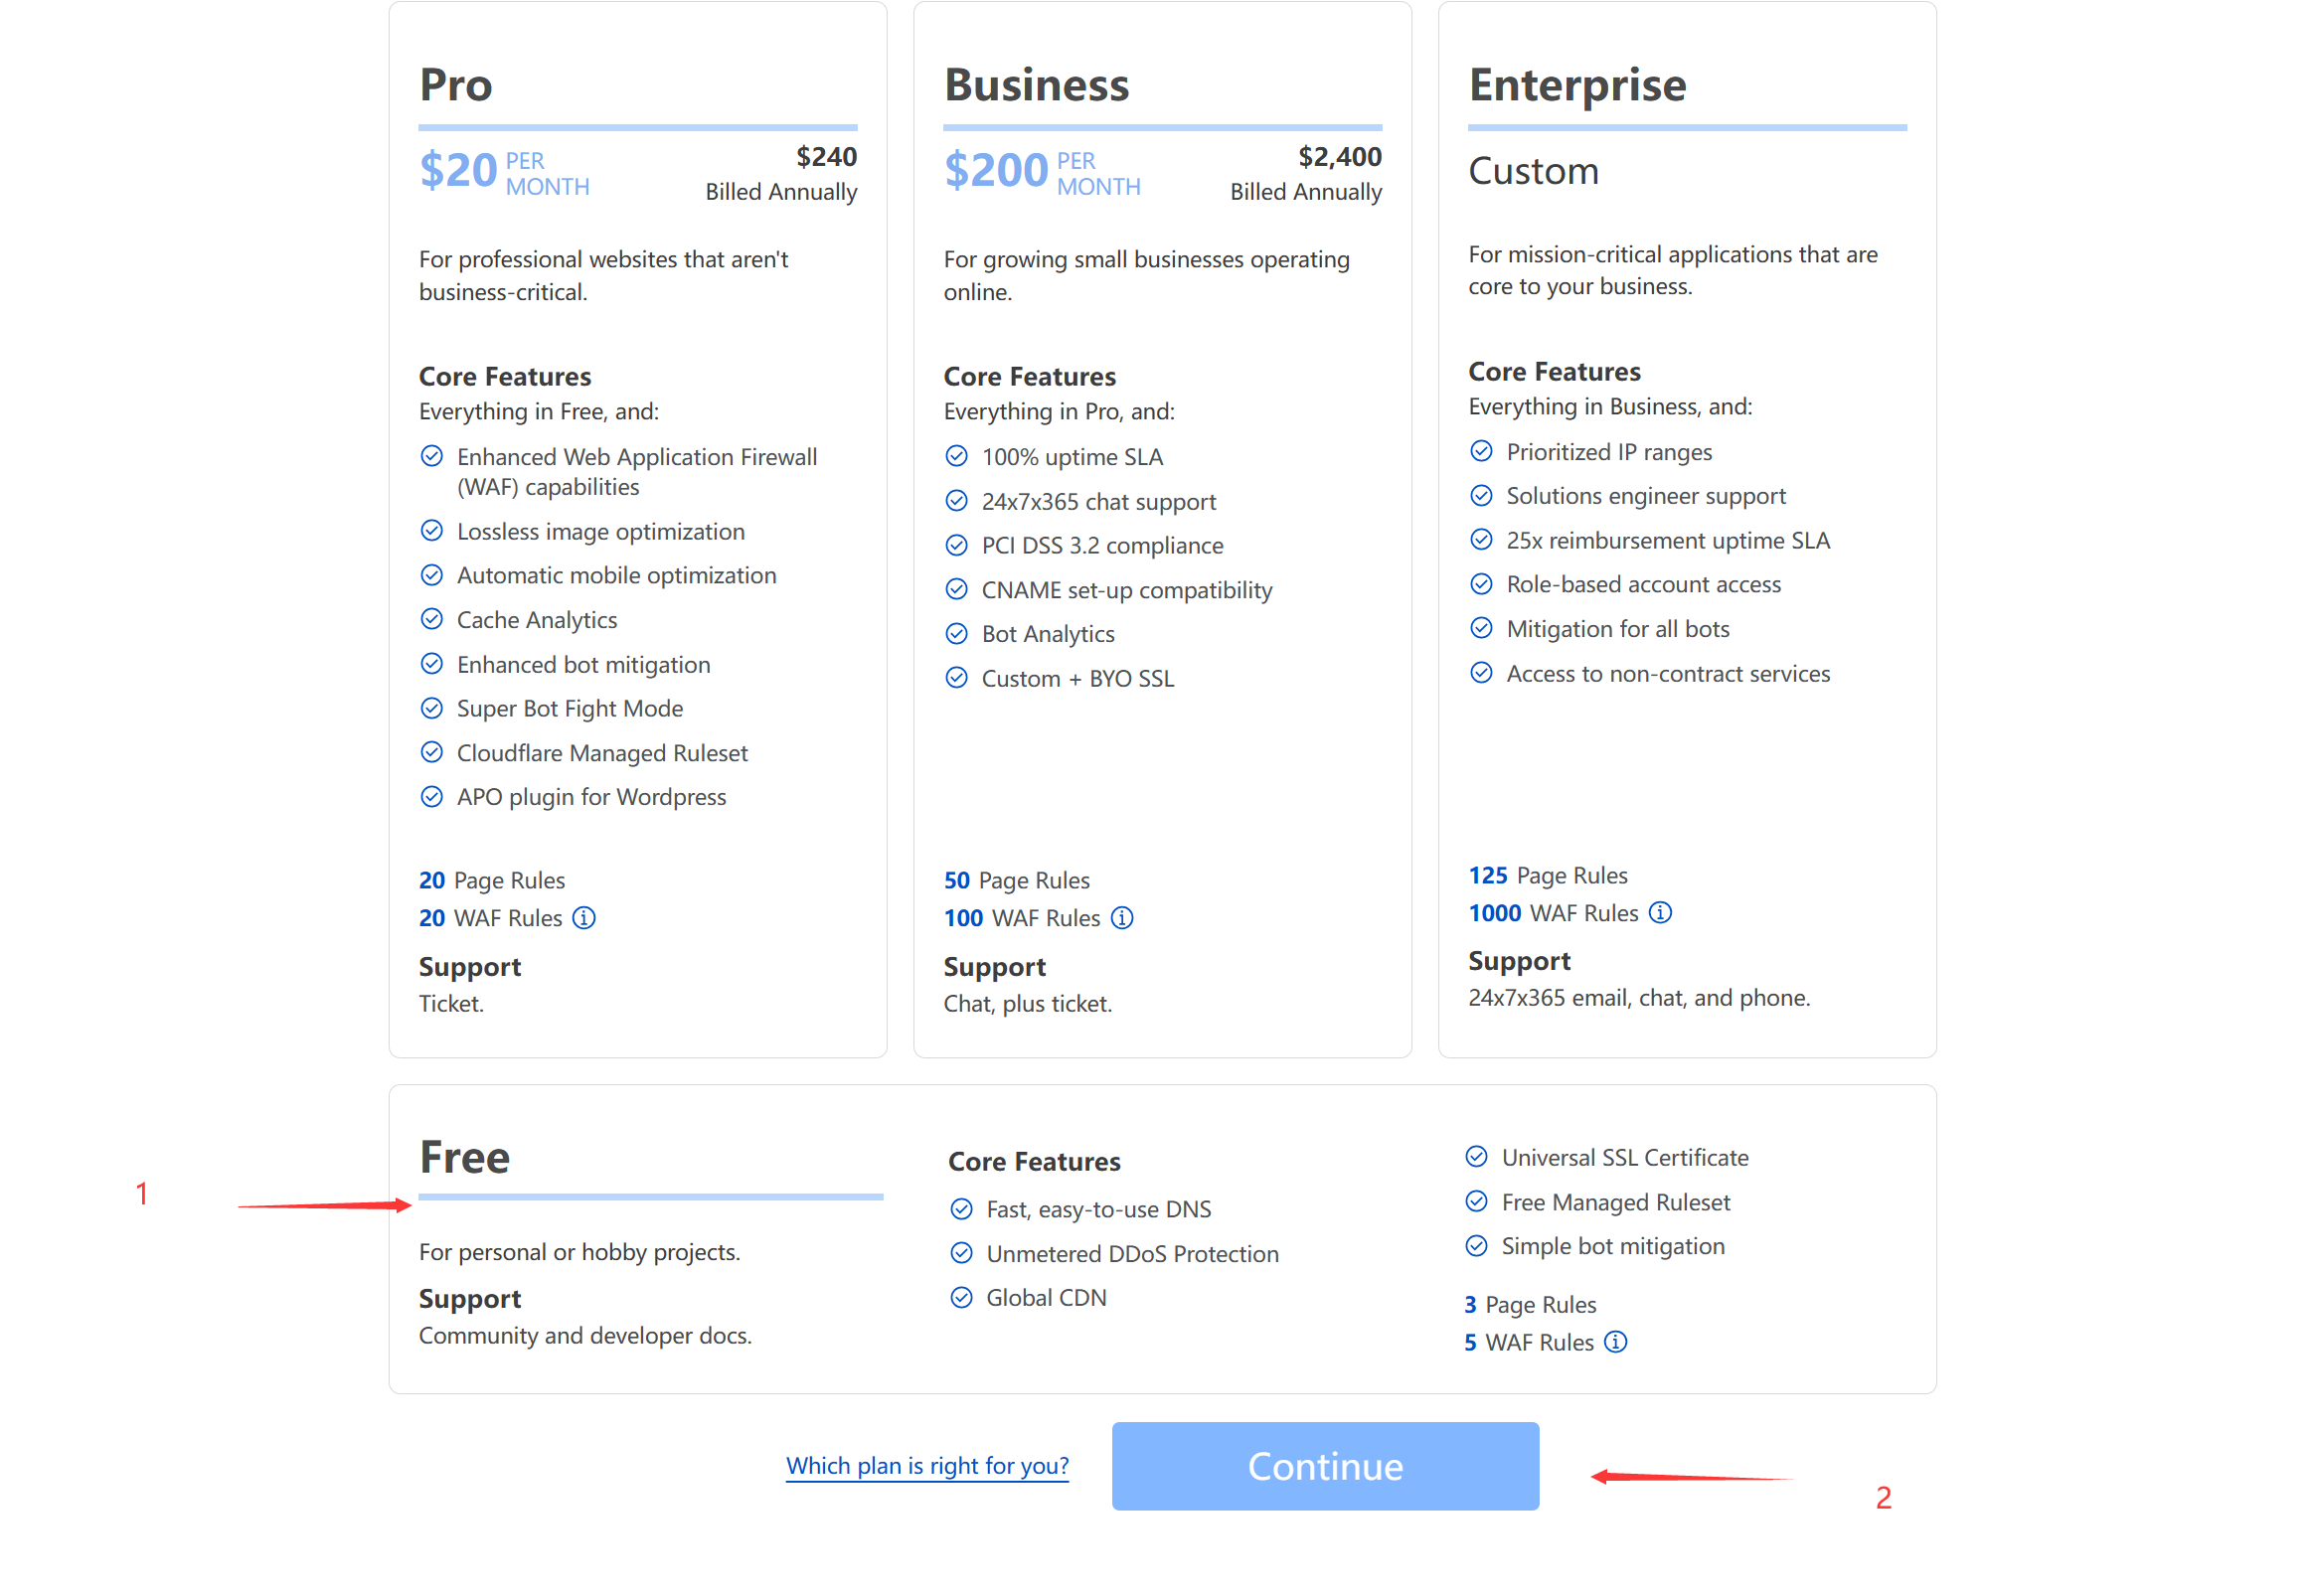 Pro
$20 PER MONTH
$240
Billed Annually
For professional websites that aren't
business-critical.
Core Features
Everything in Free, and:
Enhanced Web Application Firewall
(WAF) capabilities
Lossless image optimization
Automatic mobile optimization
Cache Analytics
Enhanced bot mitigation
Super Bot Fight Mode
Cloudflare Managed Ruleset
APO plugin for Wordpress
20 Page Rules
20 WAF Rules
Support
Ticket.
Business
$200 PER MONTH
$2,400
Billed Annually
For growing small businesses operating
online.
Core Features
Everything in Pro, and:
100% uptime SLA
24x7x365 chat support
PCI DSS 3.2 compliance
CNAME set-up compatibility
Bot Analytics
Custom + BYO SSL
50 Page Rules
100 WAF Rules
Support
Chat, plus ticket.
Enterprise
Custom
For mission-critical applications that are
core to your business.
Core Features
Everything in Business, and:
Prioritized IP ranges
Solutions engineer support
25x reimbursement uptime SLA
Role-based account access
Mitigation for all bots
Access to non-contract services
125 Page Rules
1000 WAF Rules
Support
24x7x365 email, chat, and phone.
1
Free
For personal or hobby projects.
Support
Community and developer docs.
Core Features
Fast, easy-to-use DNS
Unmetered DDoS Protection
Global CDN
Universal SSL Certificate
Free Managed Ruleset
Simple bot mitigation
3 Page Rules
5 WAF Rules
Which plan is right for you?
Continue
2